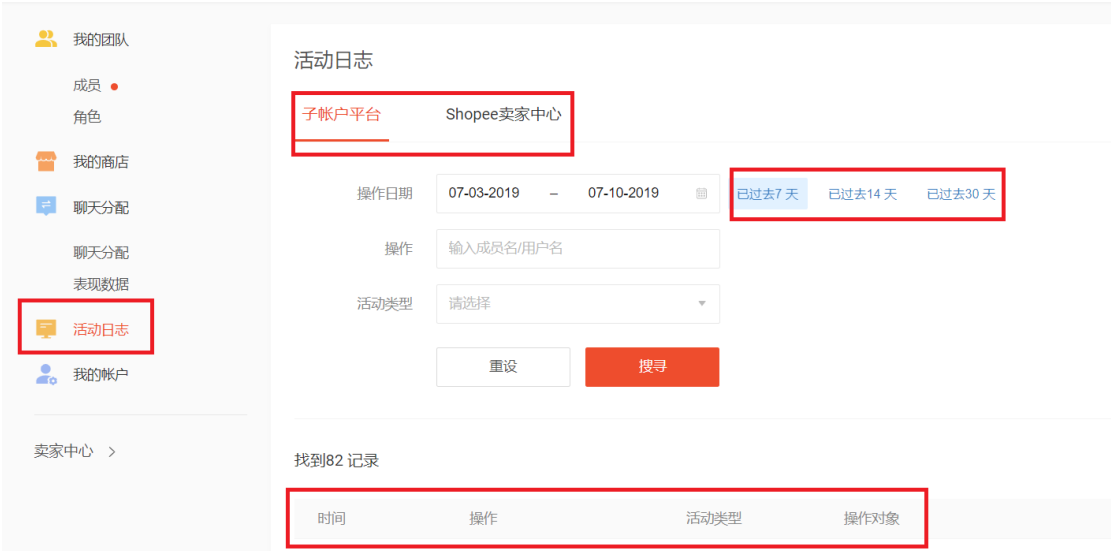 我的团队
成员
角色
我的商店
聊天分配
聊天分配
表现数据
活动日志
我的帐户
卖家中心 >
活动日志
子帐户平台 Shopee卖家中心
操作日期 07-03-2019 – 07-10-2019 已过去7 天 已过去14 天 已过去30 天
操作 输入成员名/用户名
活动类型 请选择
重设 搜寻
找到82 记录
时间 操作 活动类型 操作对象